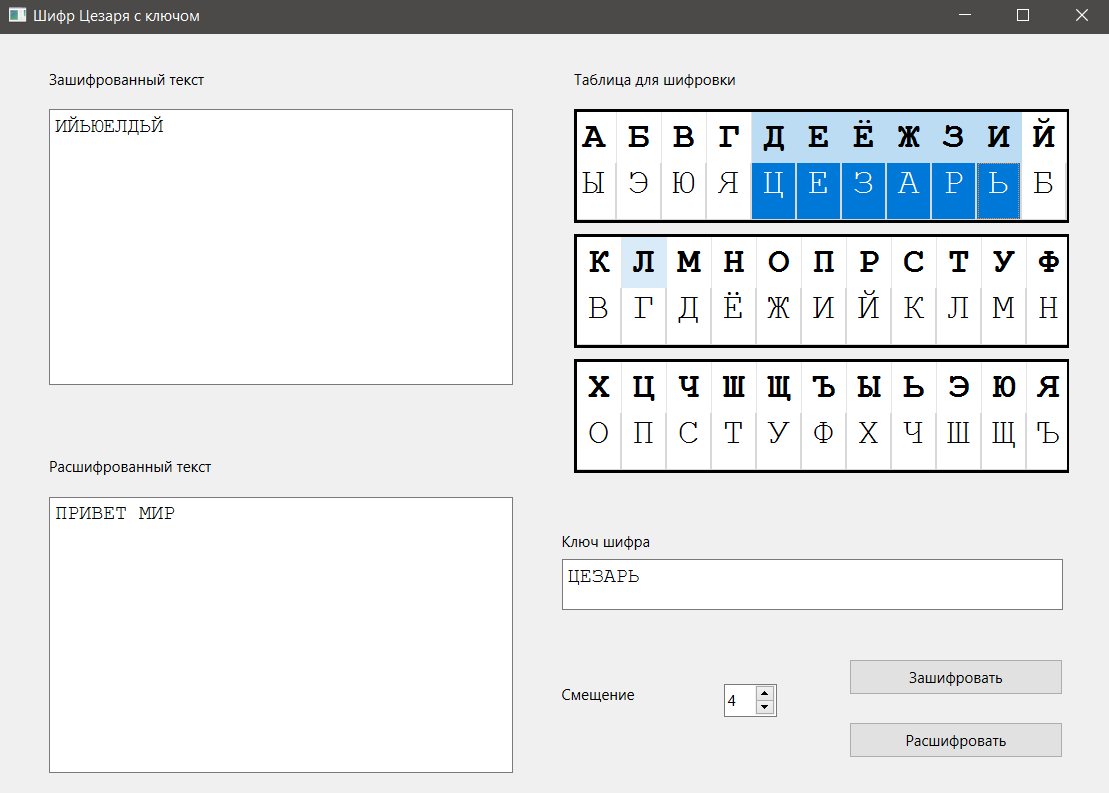 Шифр Цезаря с ключом
Зашифрованный текст
ИЙЬЮЕЛДЬЙ
Расшифрованный текст
ПРИВЕТ МИР
Таблица для шифровки
А Б В Г Д Е Ё Ж З И Й
Ы Э Ю Я Ц Е З А Р Ь Б
К Л М Н О П Р С Т У Ф
В Г Д Ё Ж И Й К Л М Н
Х Ц Ч Ш Щ Ъ Ы Ь Э Ю Я
О П С Т У Ф Х Ч Ш Щ Ъ
Ключ шифра
ЦЕЗАРЬ
Смещение
4
Зашифровать
Расшифровать